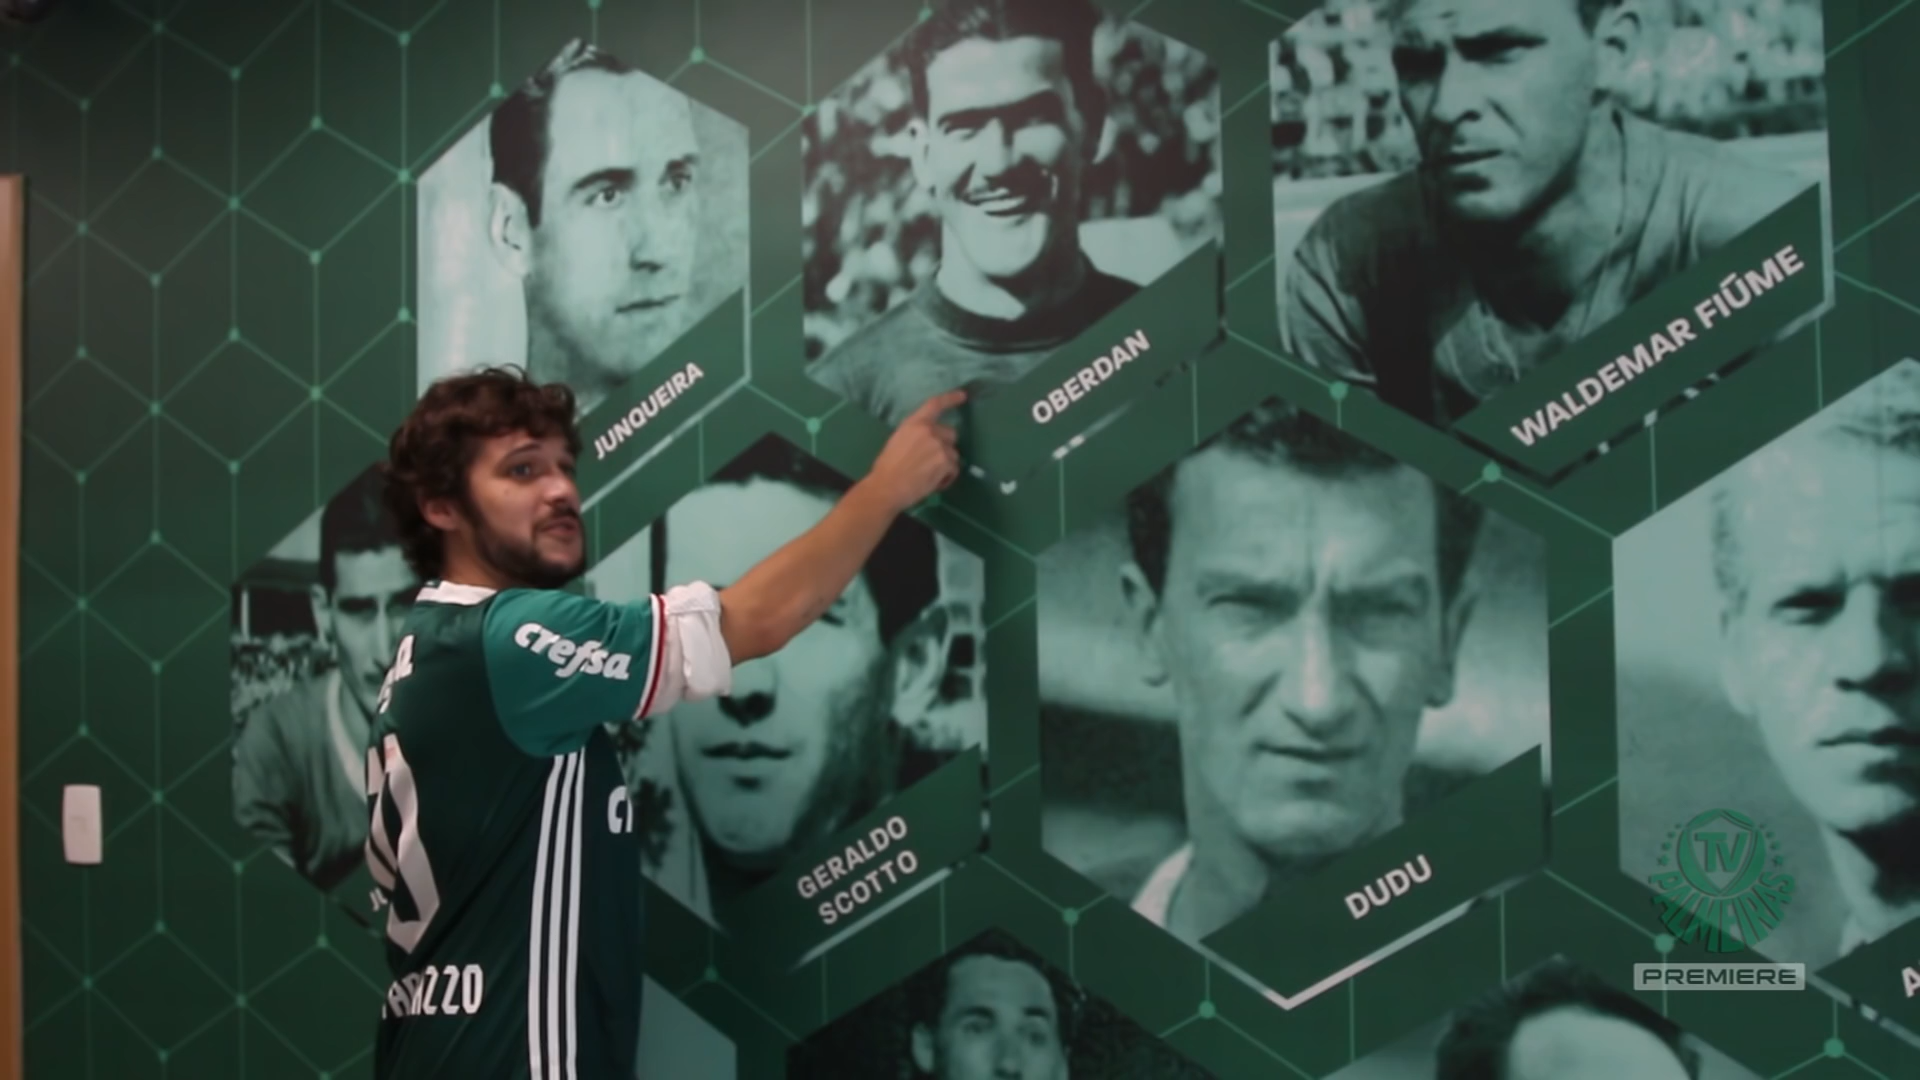 JUNQUEIRA
OBERDAN
WALDEMAR FIÚME
crefsa
GERALDO
SCOTTO
DUDU
TV
PALMEIRAS
PREMIERE